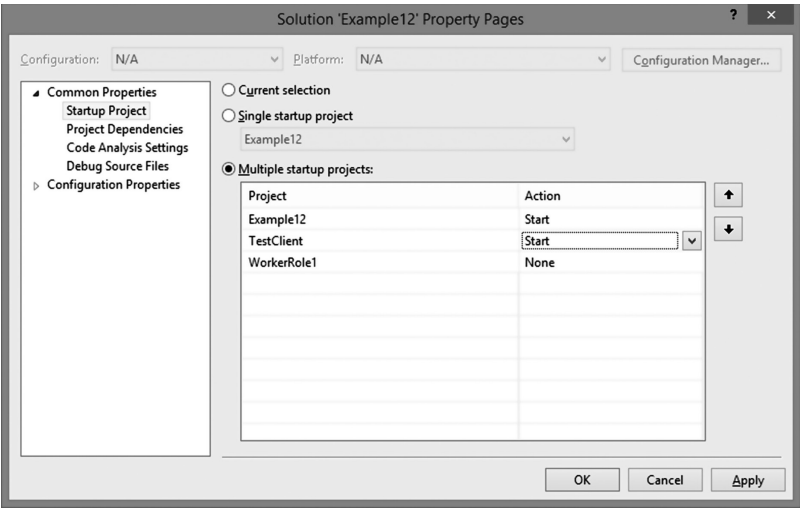 Solution 'Example12' Property Pages
? ×
Configuration: N/A Platform: N/A Configuration Manager...
Common Properties
Startup Project
Project Dependencies
Code Analysis Settings
Debug Source Files
Configuration Properties
Current selection
Single startup project
Example12
Multiple startup projects:
Project Action
Example12 Start
TestClient Start
WorkerRole1 None
OK Cancel Apply